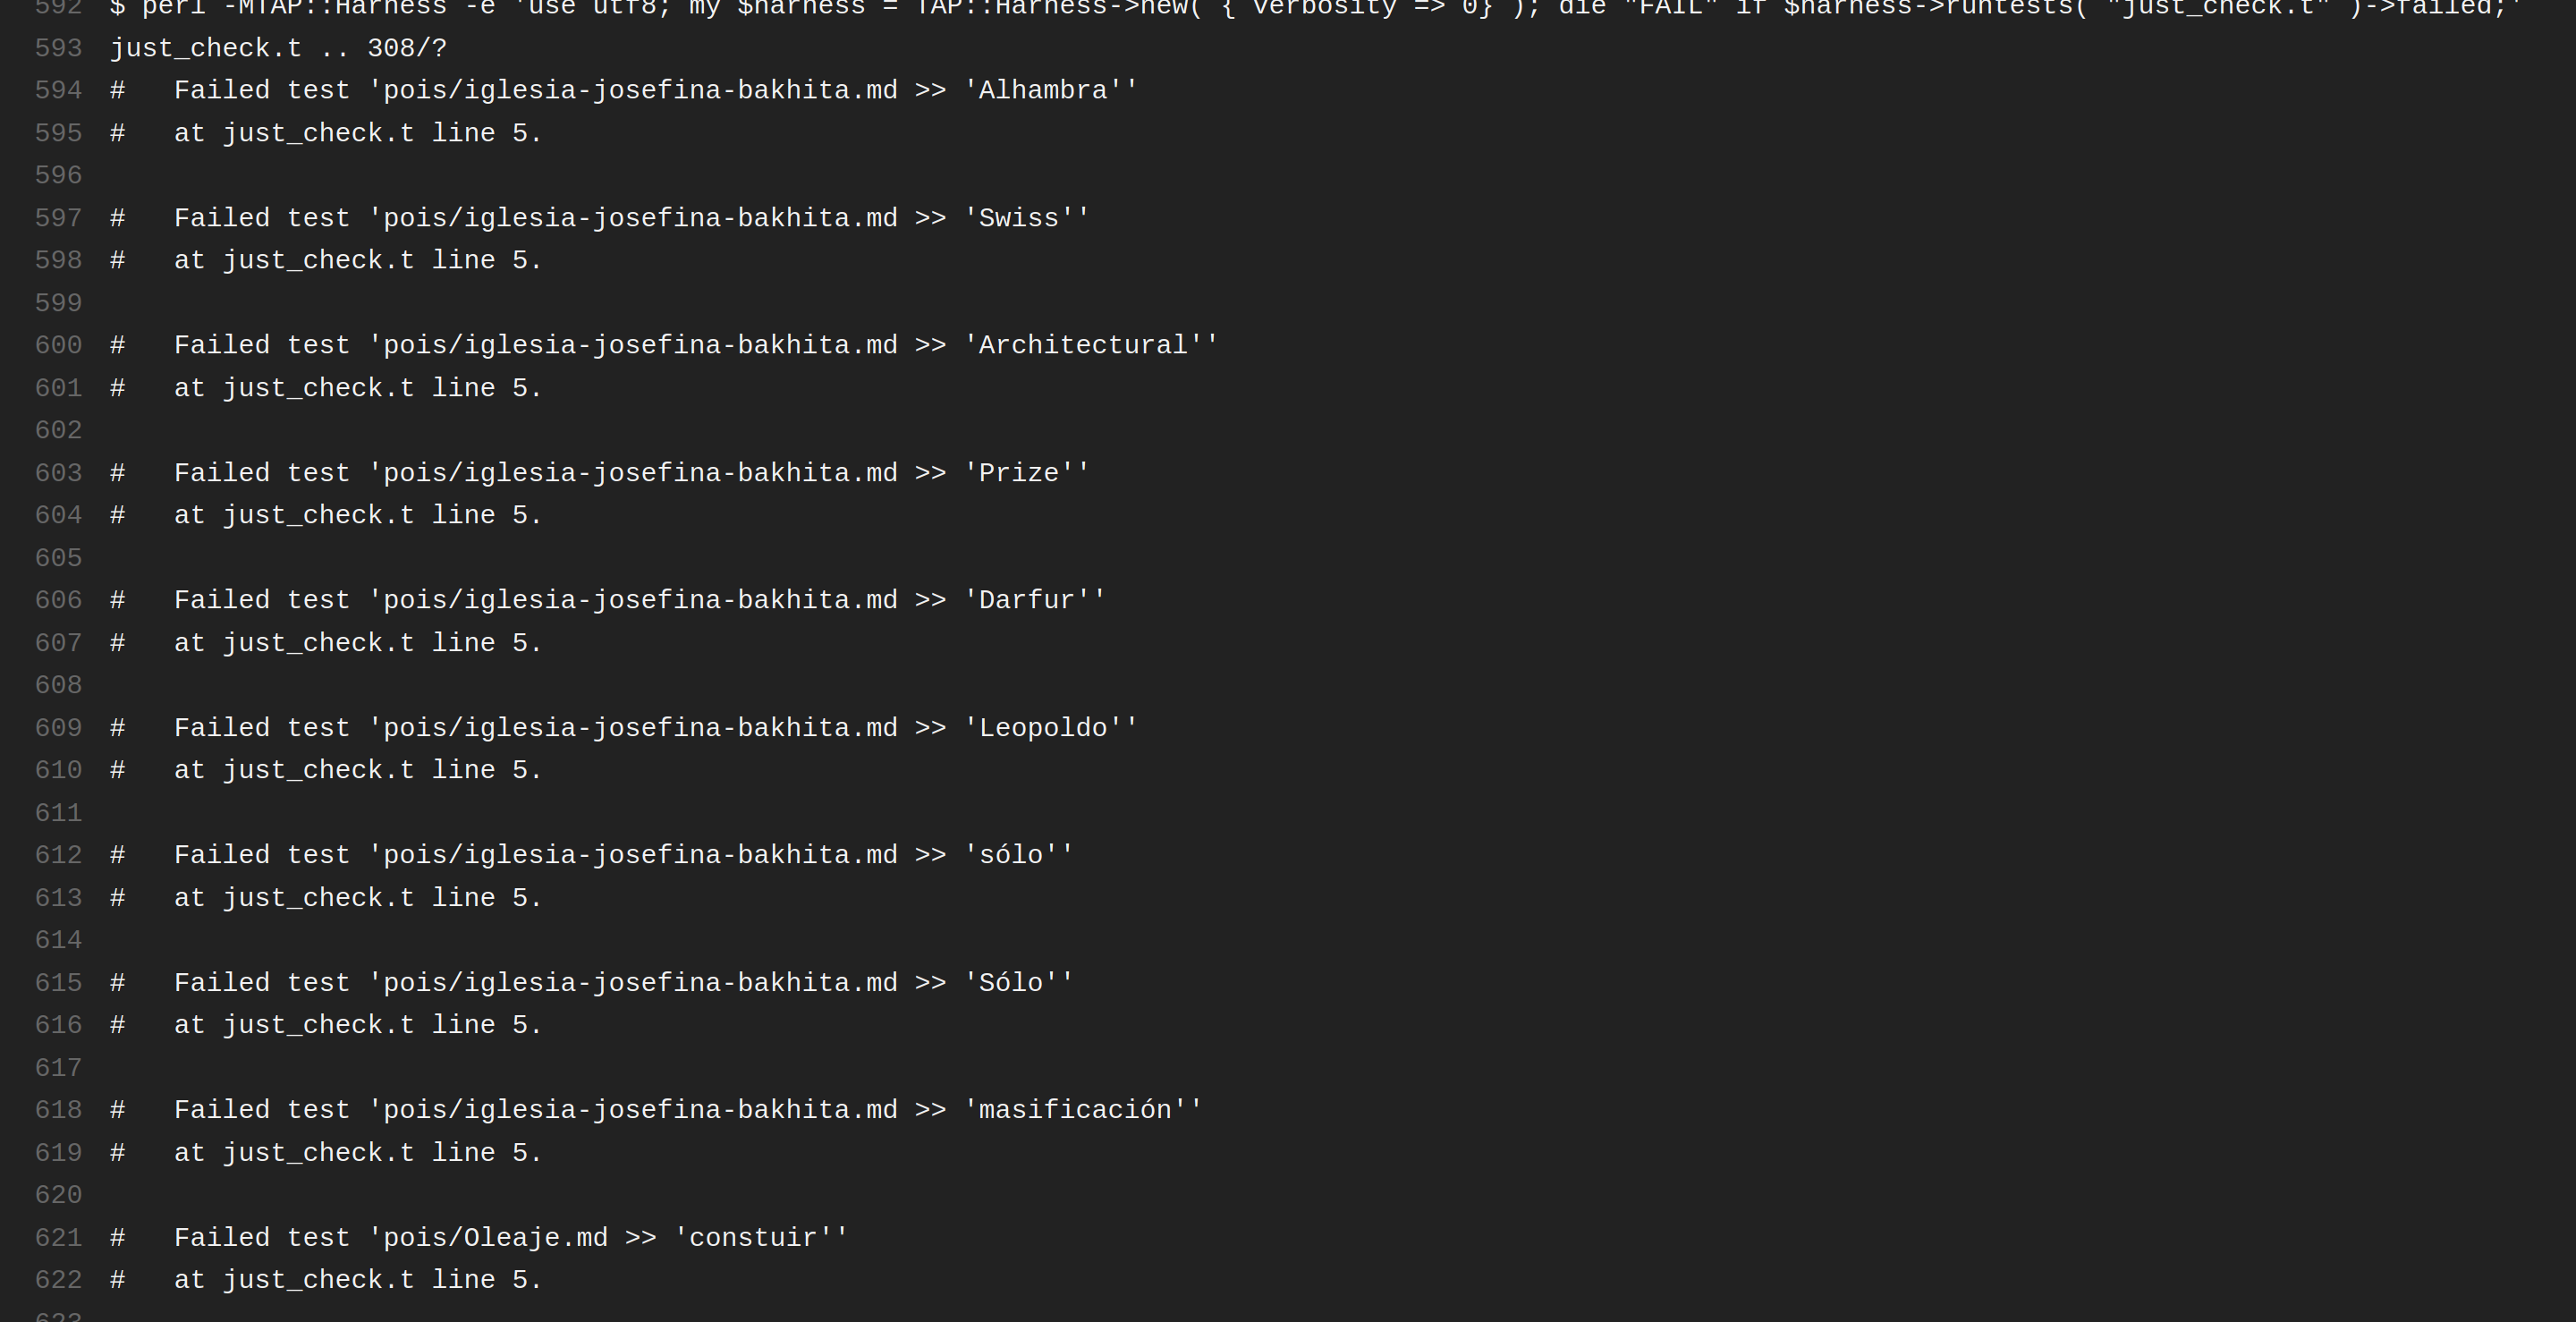 592 $ perl -MTAP::Harness -e 'use utf8; my $harness = TAP::Harness->new( { verbosity => 0} ); die "FAIL" if $harness->runtests( "just_check.t" )->failed;'
593 just_check.t .. 308/?
594 #   Failed test 'pois/iglesia-josefina-bakhita.md >> 'Alhambra''
595 #   at just_check.t line 5.
596
597 #   Failed test 'pois/iglesia-josefina-bakhita.md >> 'Swiss''
598 #   at just_check.t line 5.
599
600 #   Failed test 'pois/iglesia-josefina-bakhita.md >> 'Architectural''
601 #   at just_check.t line 5.
602
603 #   Failed test 'pois/iglesia-josefina-bakhita.md >> 'Prize''
604 #   at just_check.t line 5.
605
606 #   Failed test 'pois/iglesia-josefina-bakhita.md >> 'Darfur''
607 #   at just_check.t line 5.
608
609 #   Failed test 'pois/iglesia-josefina-bakhita.md >> 'Leopoldo''
610 #   at just_check.t line 5.
611
612 #   Failed test 'pois/iglesia-josefina-bakhita.md >> 'sólo''
613 #   at just_check.t line 5.
614
615 #   Failed test 'pois/iglesia-josefina-bakhita.md >> 'Sólo''
616 #   at just_check.t line 5.
617
618 #   Failed test 'pois/iglesia-josefina-bakhita.md >> 'masificación''
619 #   at just_check.t line 5.
620
621 #   Failed test 'pois/Oleaje.md >> 'constuir''
622 #   at just_check.t line 5.
623